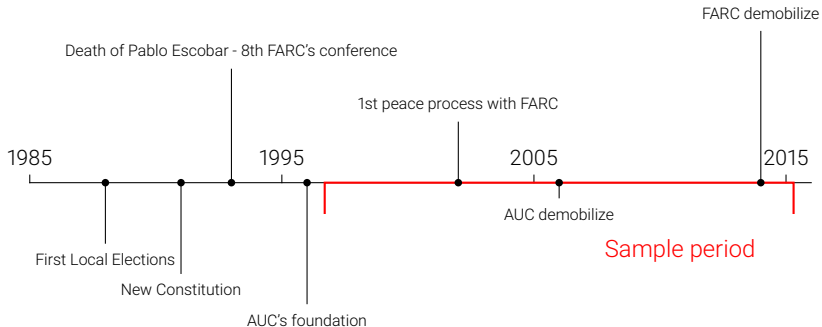 FARC demobilize
Death of Pablo Escobar - 8th FARC's conference
1st peace process with FARC
1985
1995
2005
2015
AUC demobilize
Sample period
First Local Elections
New Constitution
AUC's foundation